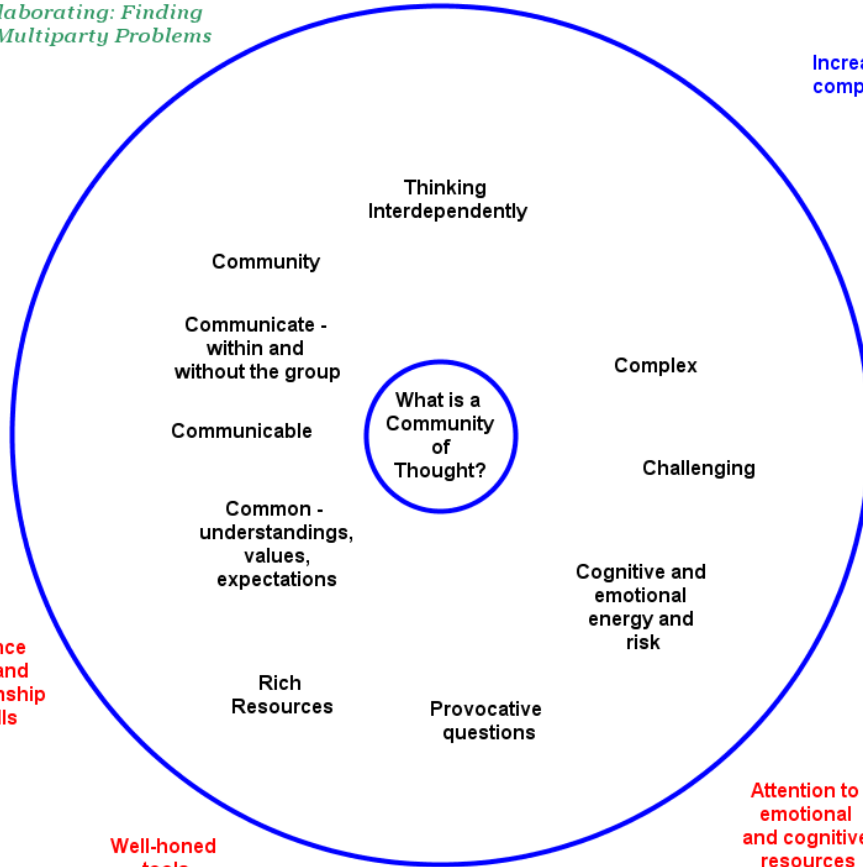 laborating: Finding
Multiparty Problems
Thinking
Interdependently
Community
Communicate -
within and
without the group
Communicable
Common -
understandings,
values,
expectations
Rich
Resources
Provocative
questions
Cognitive and
emotional
energy and
risk
Challenging
Complex
What is a
Community
of
Thought?
and
Well-honed
tools
Attention to
emotional
and cognitive
resources